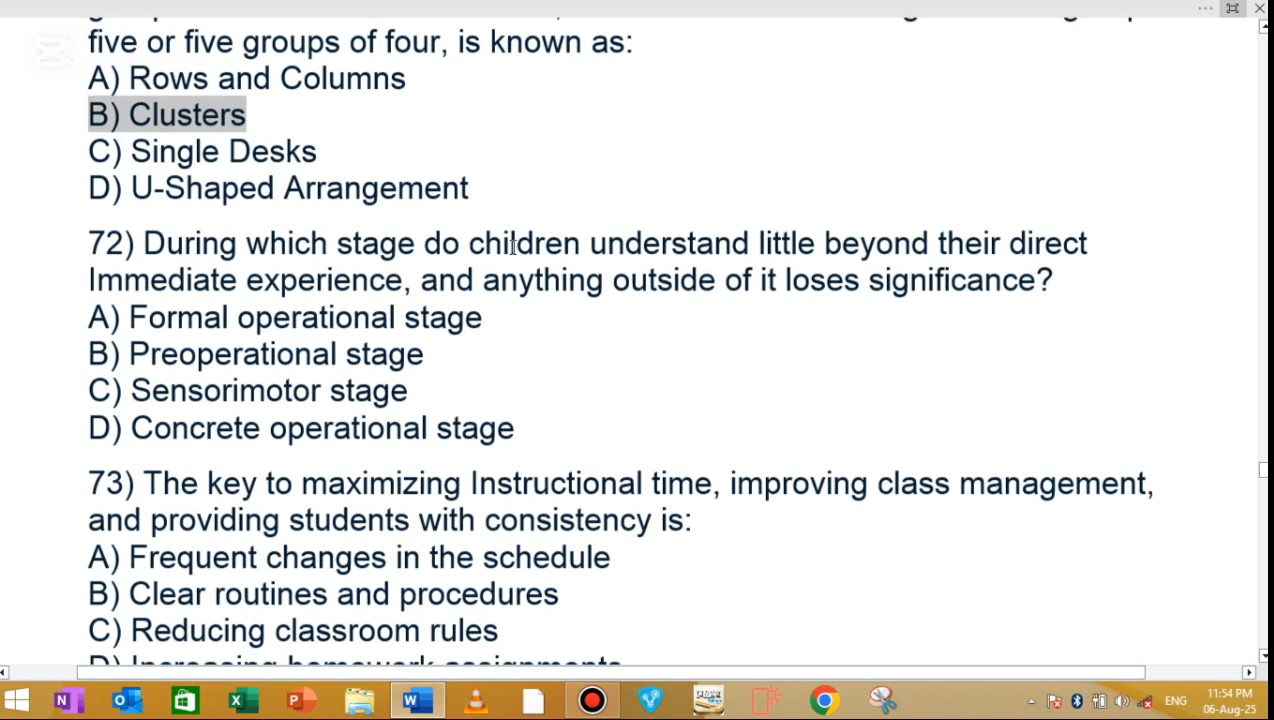 five or five groups of four, is known as:
A) Rows and Columns
B) Clusters
C) Single Desks
D) U-Shaped Arrangement
72) During which stage do children understand little beyond their direct
Immediate experience, and anything outside of it loses significance?
A) Formal operational stage
B) Preoperational stage
C) Sensorimotor stage
D) Concrete operational stage
73) The key to maximizing Instructional time, improving class management,
and providing students with consistency is:
A) Frequent changes in the schedule
B) Clear routines and procedures
C) Reducing classroom rules
D) Increasing homework assignments
ENG
11:54 PM
06-Aug-25